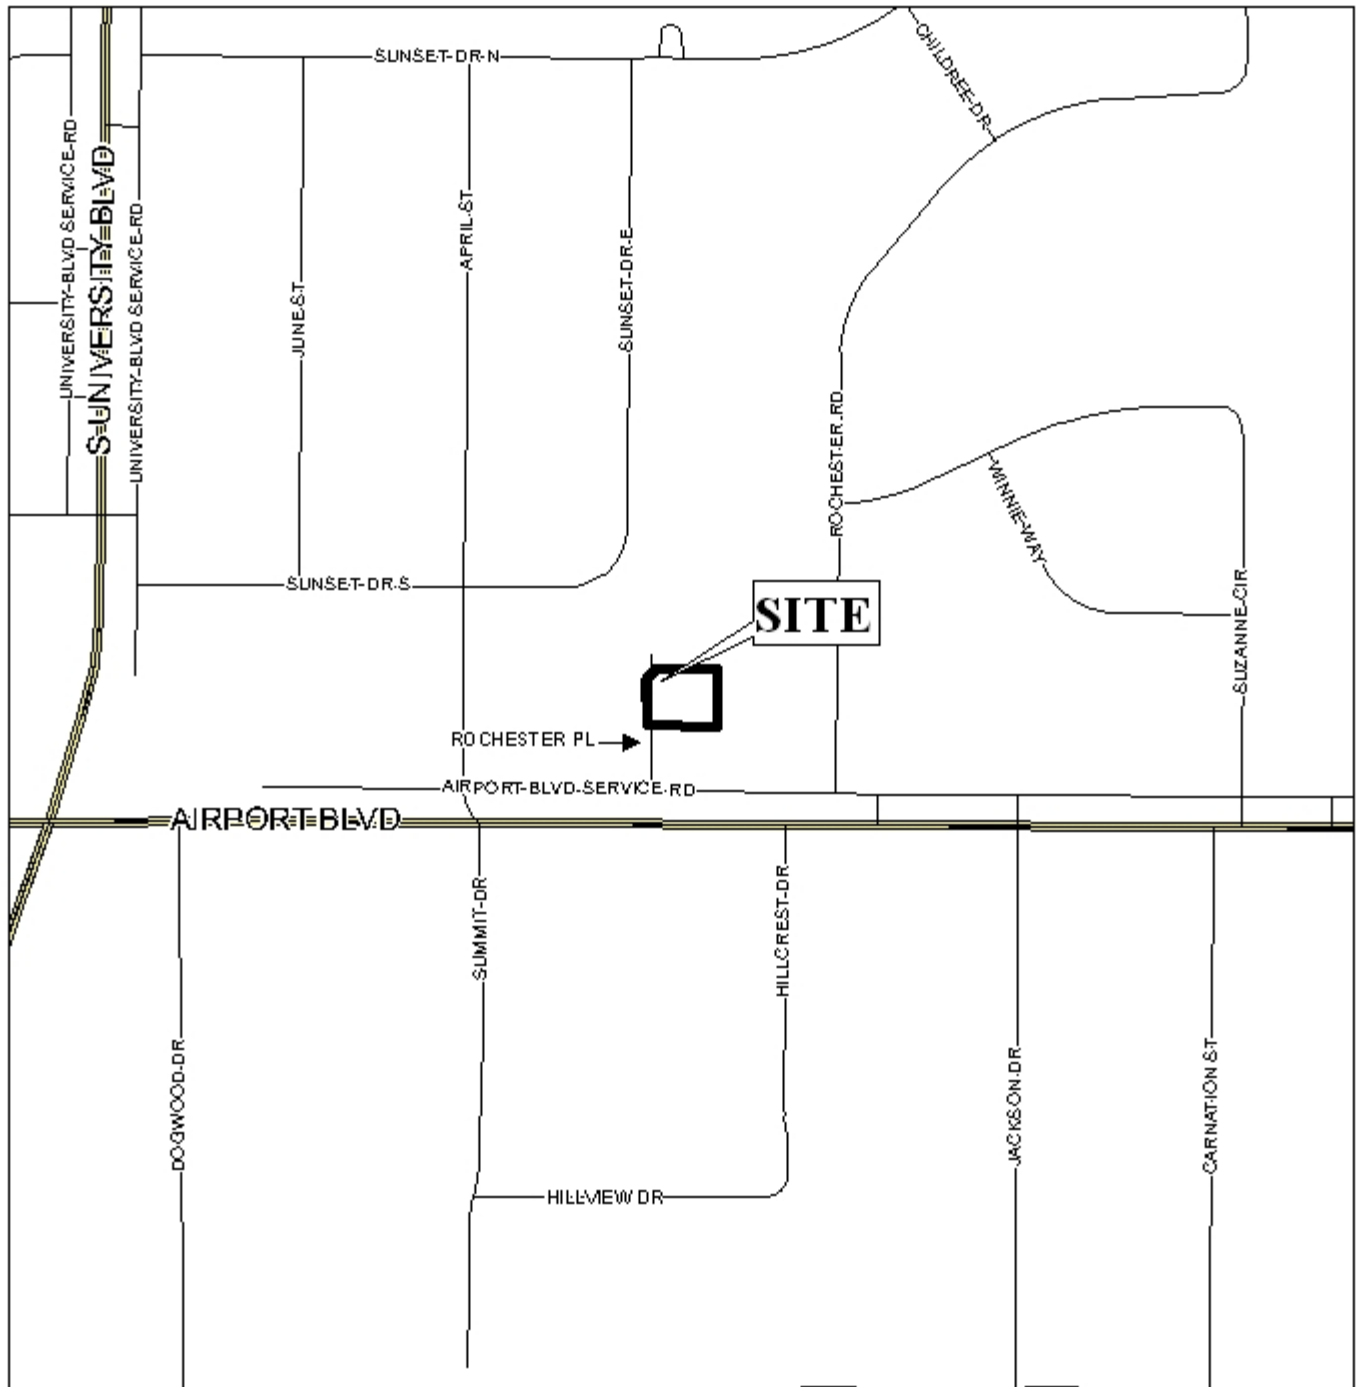 SUNSET DR N
CHILDREE DR
UNIVERSITY BLVD SERVICE RD
S UNIVERSITY BLVD
UNIVERSITY BLVD SERVICE RD
JUNE ST
APRIL ST
SUNSET DR E
ROCHESTER RD
WINNIE WAY
SUZANNE CIR
SUNSET DR S
SITE
ROCHESTER PL
AIRPORT BLVD SERVICE RD
AIRPORT BLVD
SUMMIT DR
HILLCREST DR
DOGWOOD DR
JACKSON DR
CARNATION ST
HILLVIEW DR